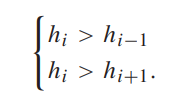 h_i > h_{i−1}
h_i > h_{i+1}.